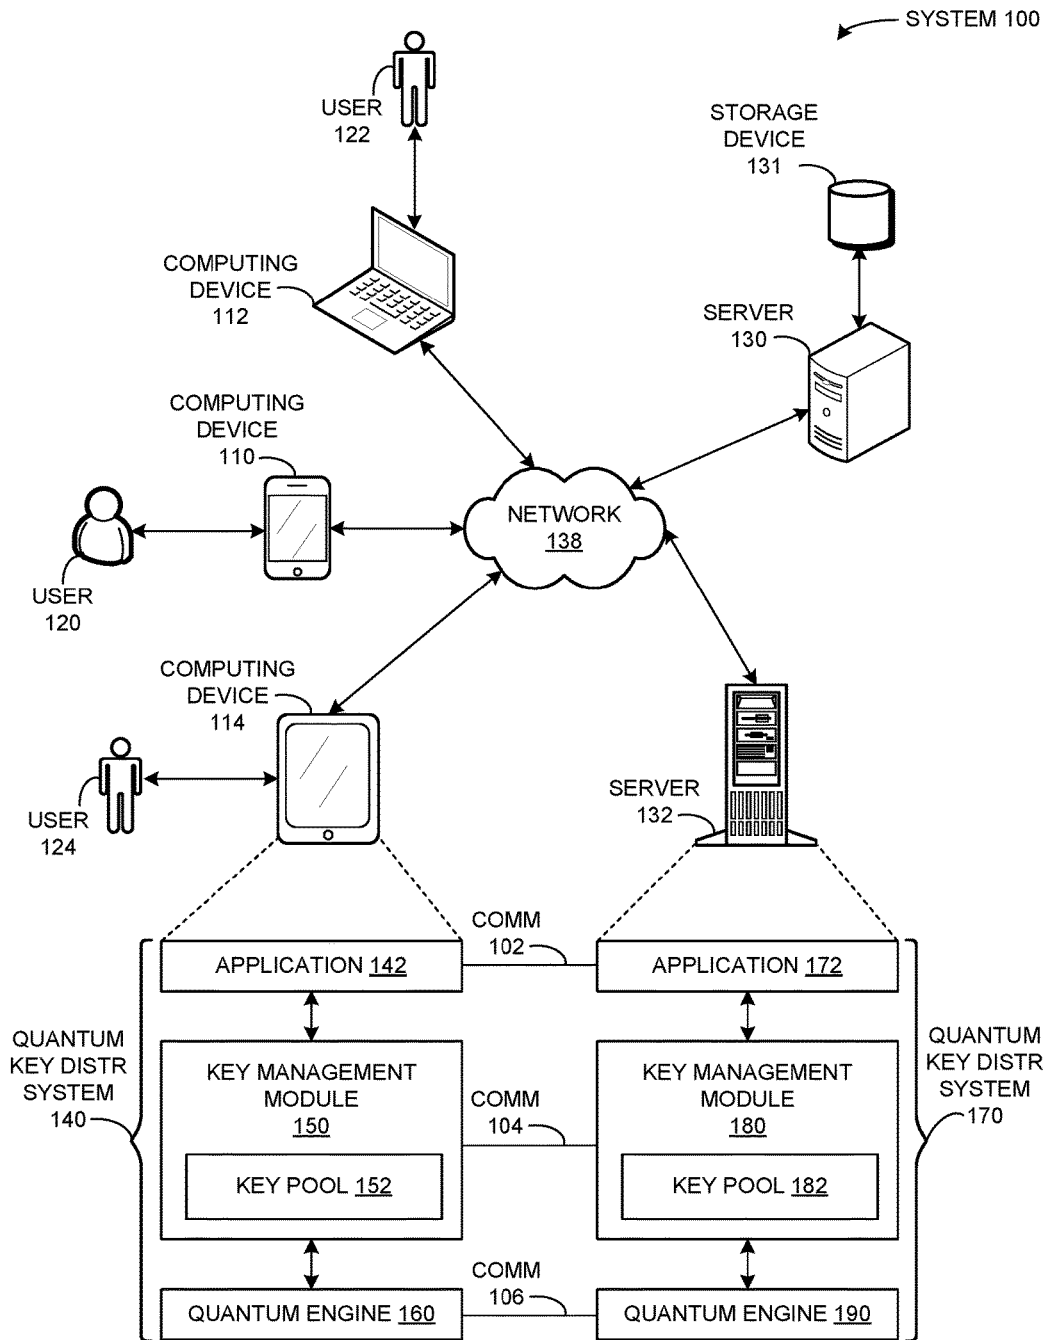 SYSTEM 100
USER
122
STORAGE
DEVICE
131
COMPUTING
DEVICE
112
SERVER
130
COMPUTING
DEVICE
110
NETWORK
138
USER
120
COMPUTING
DEVICE
114
USER
124
SERVER
132
COMM
102
APPLICATION 142
APPLICATION 172
QUANTUM
KEY DISTR
SYSTEM
140
KEY MANAGEMENT
MODULE
150
KEY POOL 152
COMM
104
KEY MANAGEMENT
MODULE
180
KEY POOL 182
QUANTUM
KEY DISTR
SYSTEM
170
COMM
106
QUANTUM ENGINE 160
QUANTUM ENGINE 190